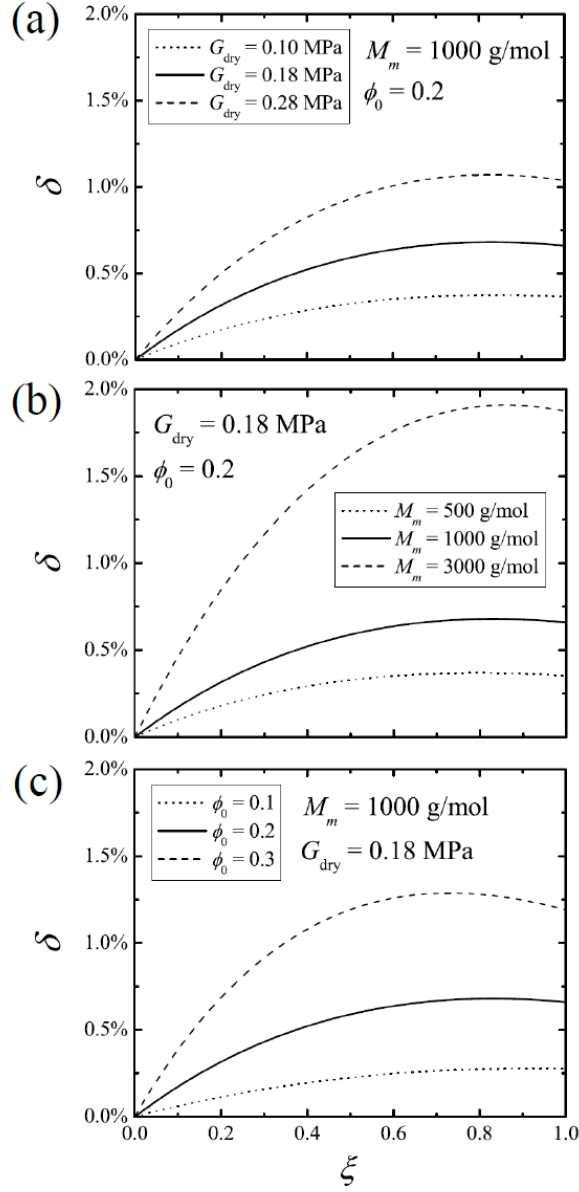 (a)
2.0%
1.5%
1.0%
0.5%
0.0%
δ
G_dry = 0.10 MPa
G_dry = 0.18 MPa
G_dry = 0.28 MPa
M_m = 1000 g/mol
ϕ_0 = 0.2
(b)
2.0%
1.5%
1.0%
0.5%
0.0%
δ
G_dry = 0.18 MPa
ϕ_0 = 0.2
M_m = 500 g/mol
M_m = 1000 g/mol
M_m = 3000 g/mol
(c)
2.0%
1.5%
1.0%
0.5%
0.0%
δ
ϕ_0 = 0.1
ϕ_0 = 0.2
ϕ_0 = 0.3
M_m = 1000 g/mol
G_dry = 0.18 MPa
0.0 0.2 0.4 0.6 0.8 1.0
ξ